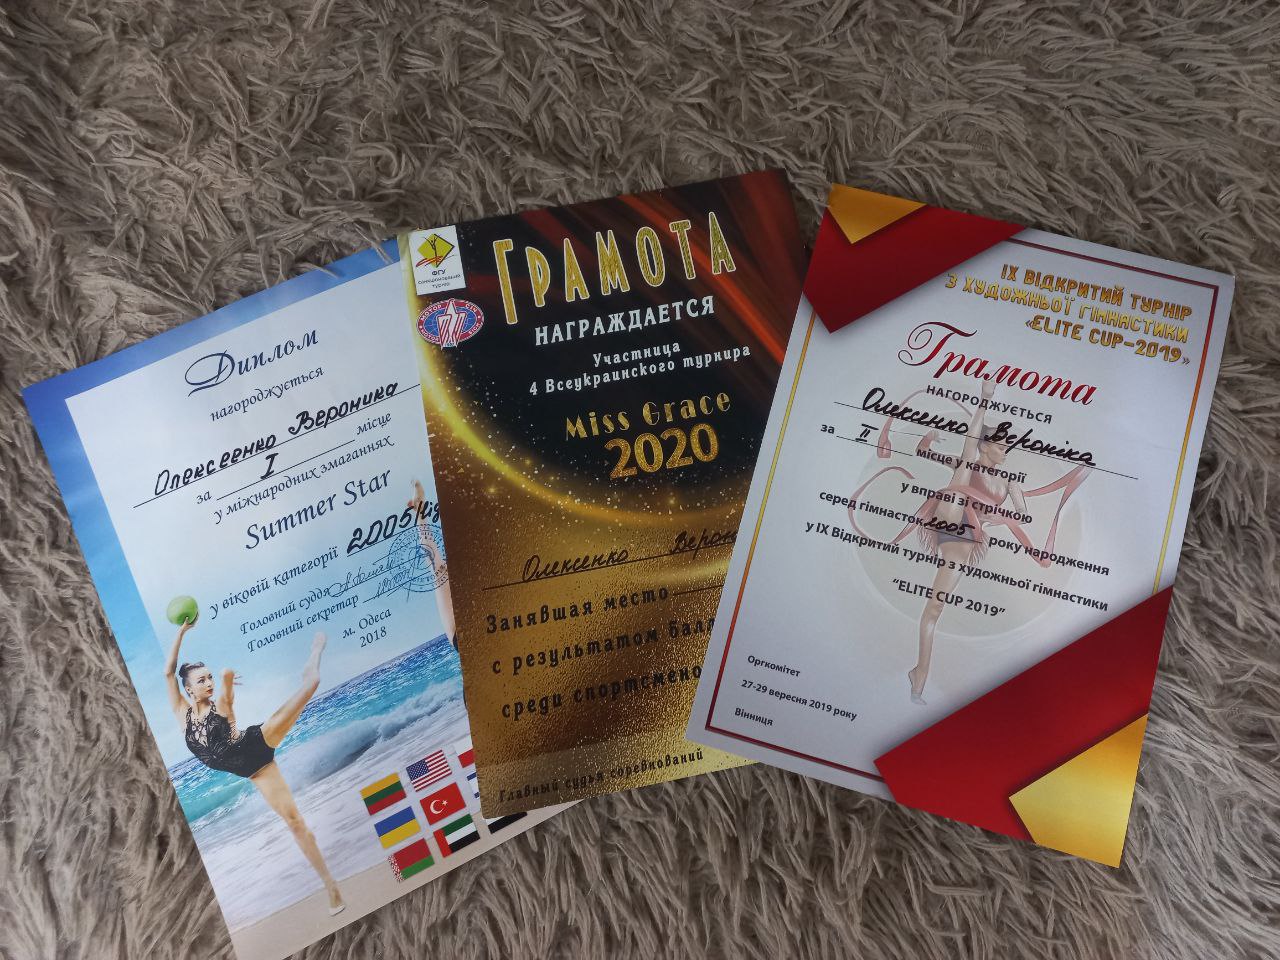 Диплом
нагороджується
Олексеенко Вероника
за I місце
у міжнародних змаганнях
Summer Star
у віковій категорії 2005/
Головний суддя
Головний секретар
м. Одеса
2018
ФГУ
турнір
ГРАМОТА
НАГРАЖДАЕТСЯ
Участница
4 Всеукраинского турнира
Miss Grace
2020
Олексенко
Занявшая место
с результатом
среди
Главный судья соревнований
IX ВІДКРИТИЙ ТУРНІР
З ХУДОЖНЬОЇ ГІМНАСТИКИ
«ELITE CUP-2019»
Грамота
НАГОРОДЖУЄТЬСЯ
Олексенко Вероніка
за II місце у категорії
у вправі зі стрічкою
серед гімнасток 2005 року народження
у IX Відкритий турнір з художньої гімнастики
“ELITE CUP 2019”
Оргкомітет
27-29 вересня 2019 року
Вінниця